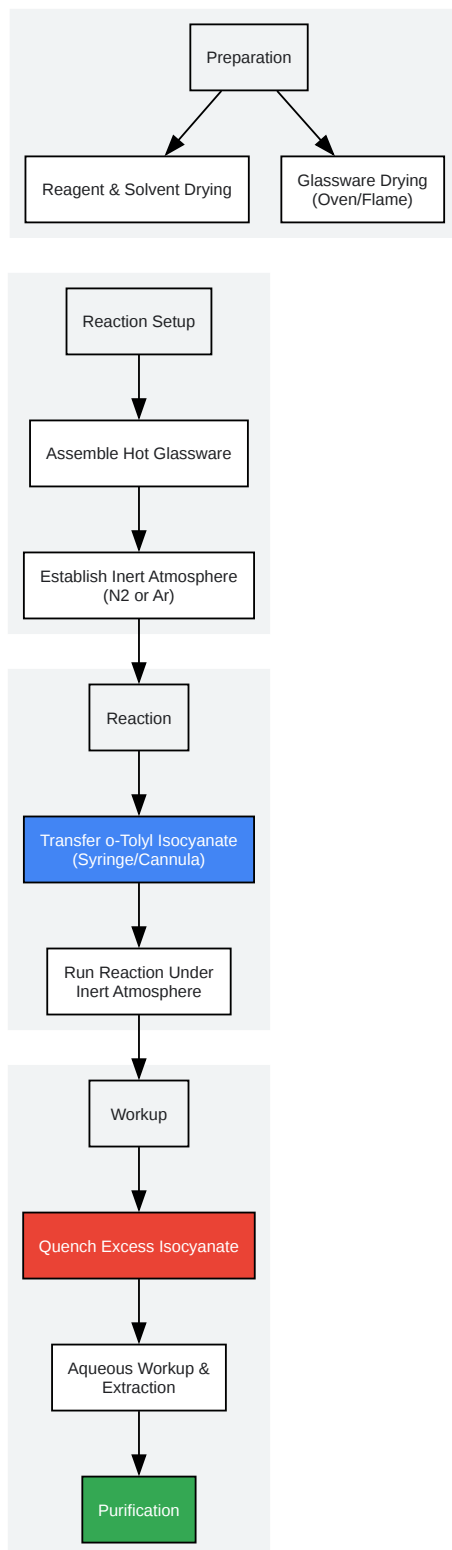 Preparation
Reagent & Solvent Drying
Glassware Drying
(Oven/Flame)
Reaction Setup
Assemble Hot Glassware
Establish Inert Atmosphere
(N2 or Ar)
Reaction
Transfer o-Tolyl Isocyanate
(Syringe/Cannula)
Run Reaction Under
Inert Atmosphere
Workup
Quench Excess Isocyanate
Aqueous Workup &
Extraction
Purification